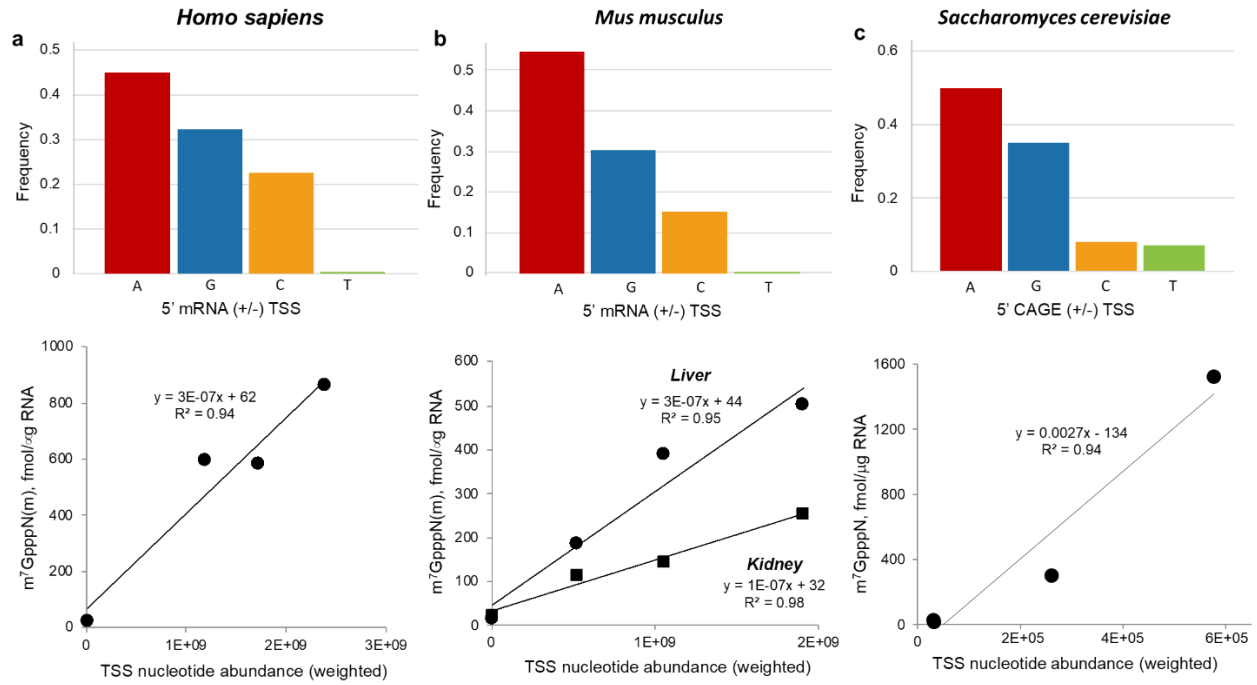 Homo sapiens
Mus musculus
Saccharomyces cerevisiae
a
b
c
0.5
0.4
0.3
0.2
0.1
0
Frequency
A G C T
5' mRNA (+/-) TSS
0.5
0.4
0.3
0.2
0.1
0
Frequency
A G C T
5' mRNA (+/-) TSS
0.6
0.4
0.2
0
Frequency
A G C T
5' CAGE (+/-) TSS
1000
800
600
400
200
0
m⁷GpppN(m), fmol/αg RNA
y = 3E-07x + 62
R² = 0.94
0 1E+09 2E+09 3E+09
TSS nucleotide abundance (weighted)
600
500
400
300
200
100
0
m⁷GpppN(m), fmol/αg RNA
Liver
y = 3E-07x + 44
R² = 0.95
Kidney
y = 1E-07x + 32
R² = 0.98
0 1E+09 2E+09
TSS nucleotide abundance (weighted)
1600
1200
800
400
0
m⁷GpppN, fmol/μg RNA
y = 0.0027x - 134
R² = 0.94
0 2E+05 4E+05 6E+05
TSS nucleotide abundance (weighted)